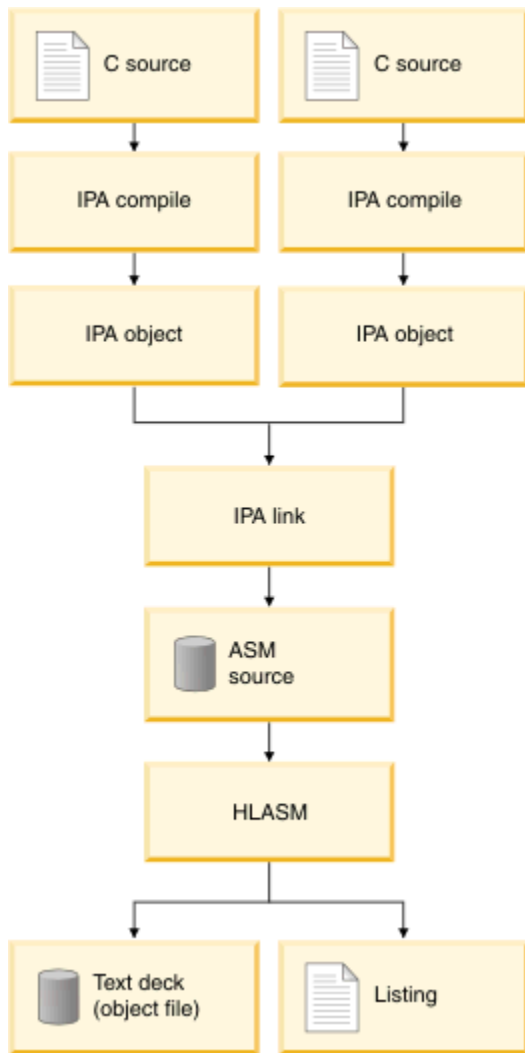 C source
C source
IPA compile
IPA compile
IPA object
IPA object
IPA link
ASM
source
HLASM
Text deck
(object file)
Listing